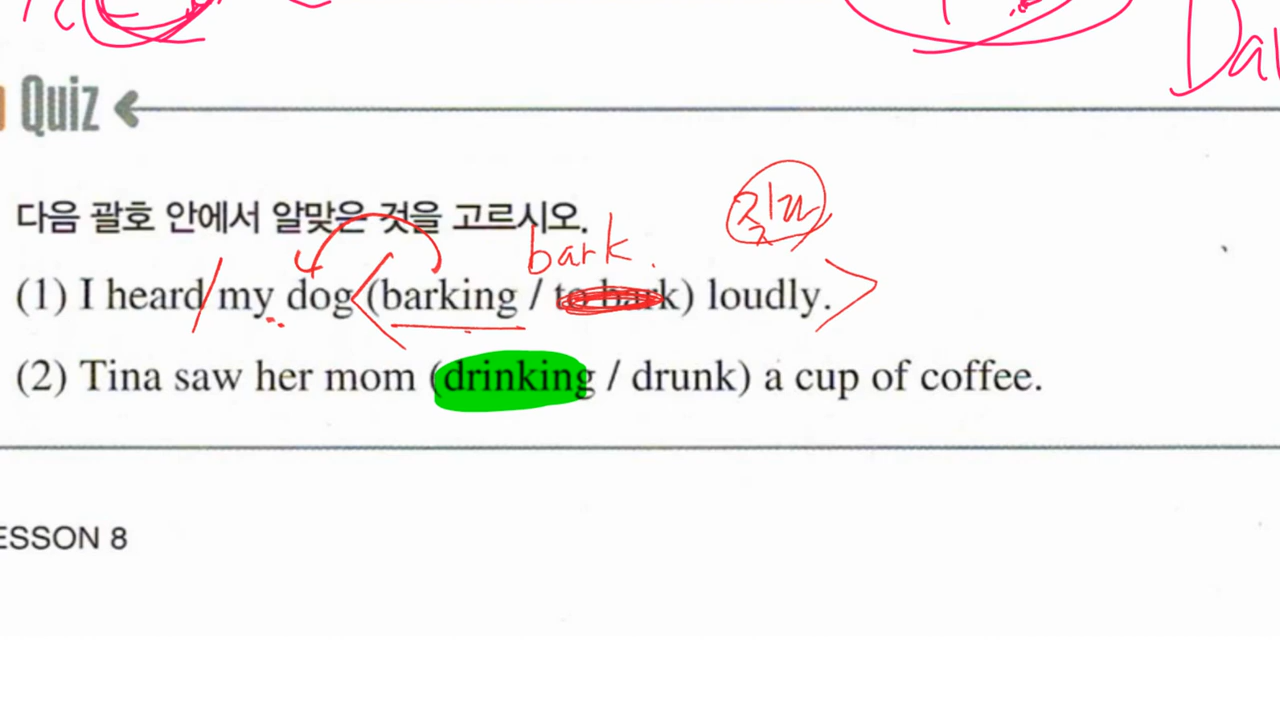 Dav
Quiz
다음 괄호 안에서 알맞은 것을 고르시오.
bark.
(1) I heard my dog (barking / to bark) loudly.
(2) Tina saw her mom (drinking / drunk) a cup of coffee.
ESSON 8